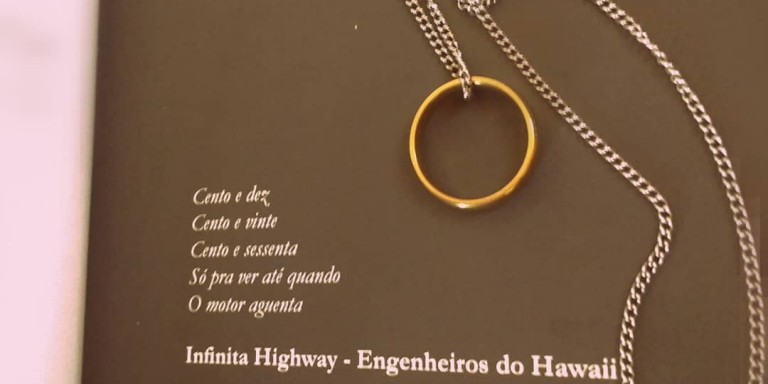 Cento e dez
Cento e vinte
Cento e sessenta
Só pra ver até quando
O motor aguenta
Infinita Highway - Engenheiros do Hawaii